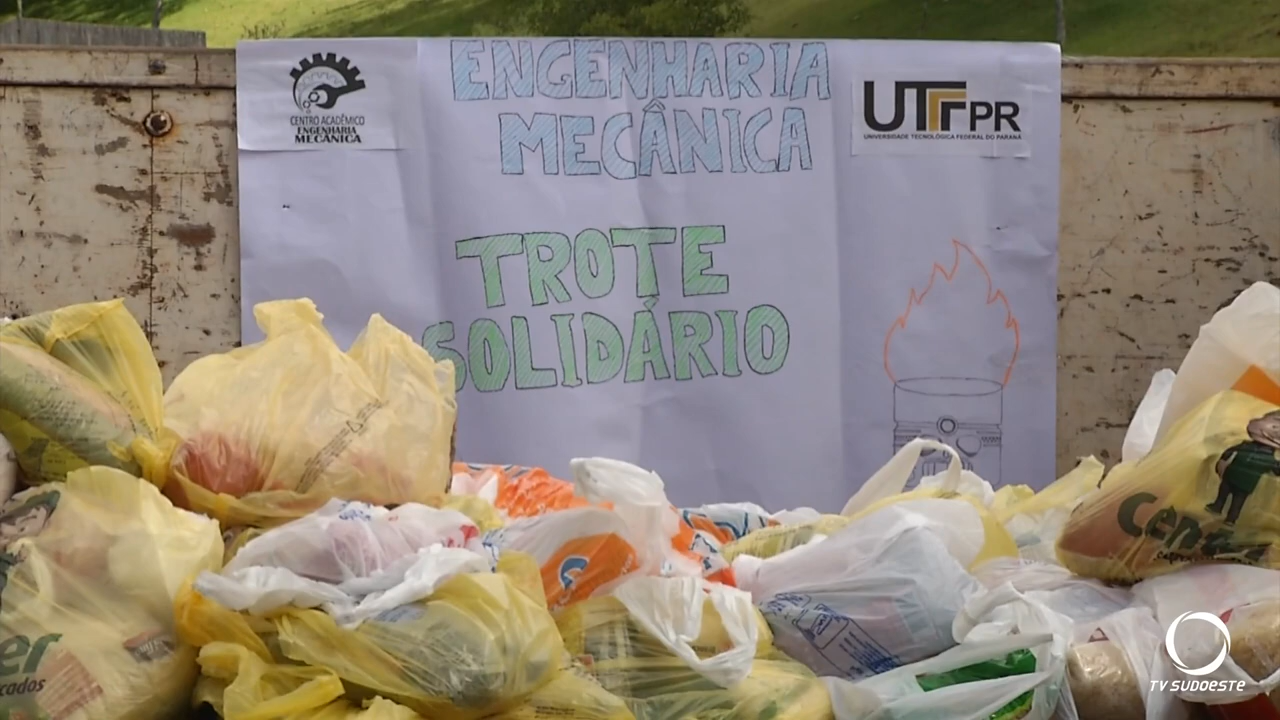 ENGENHARIA
MECÂNICA
CENTRO ACADÊMICO
ENGENHARIA
MECÂNICA
UTFPR
UNIVERSIDADE TECNOLÓGICA FEDERAL DO PARANÁ
TROTE
SOLIDÁRIO
TV SUDOESTE